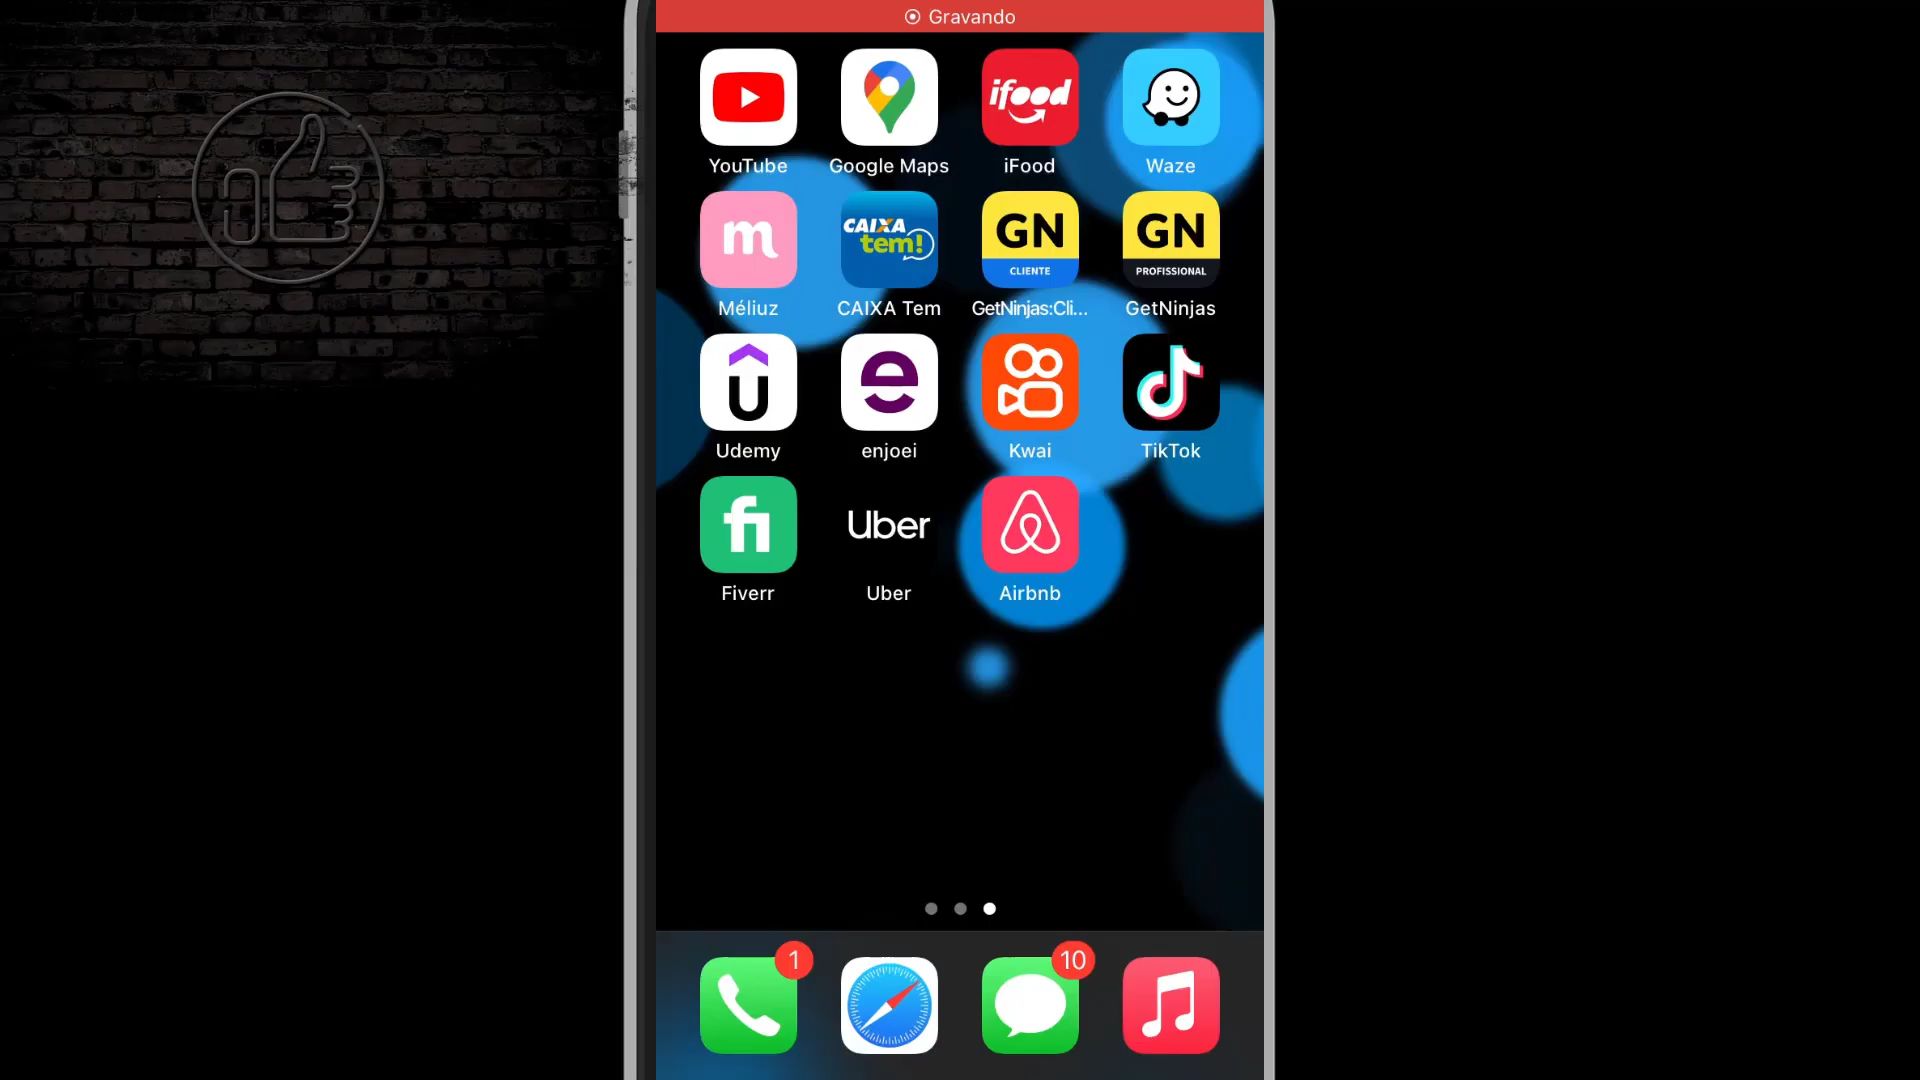 Gravando
ifood
YouTube
Google Maps
iFood
Waze
m
CAIXA
tem!
GN
CLIENTE
GN
PROFISSIONAL
Méliuz
CAIXA Tem
GetNinjas:Cli...
GetNinjas
Udemy
enjoei
Kwai
TikTok
fi
Uber
Fiverr
Uber
Airbnb
1
10